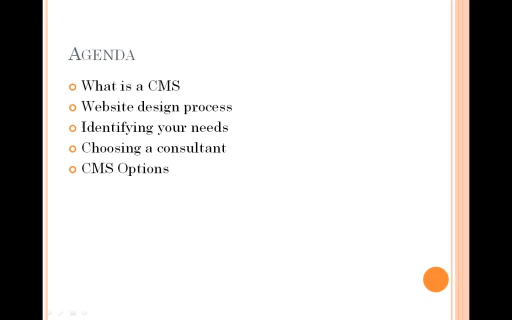 AGENDA
What is a CMS
Website design process
Identifying your needs
Choosing a consultant
CMS Options